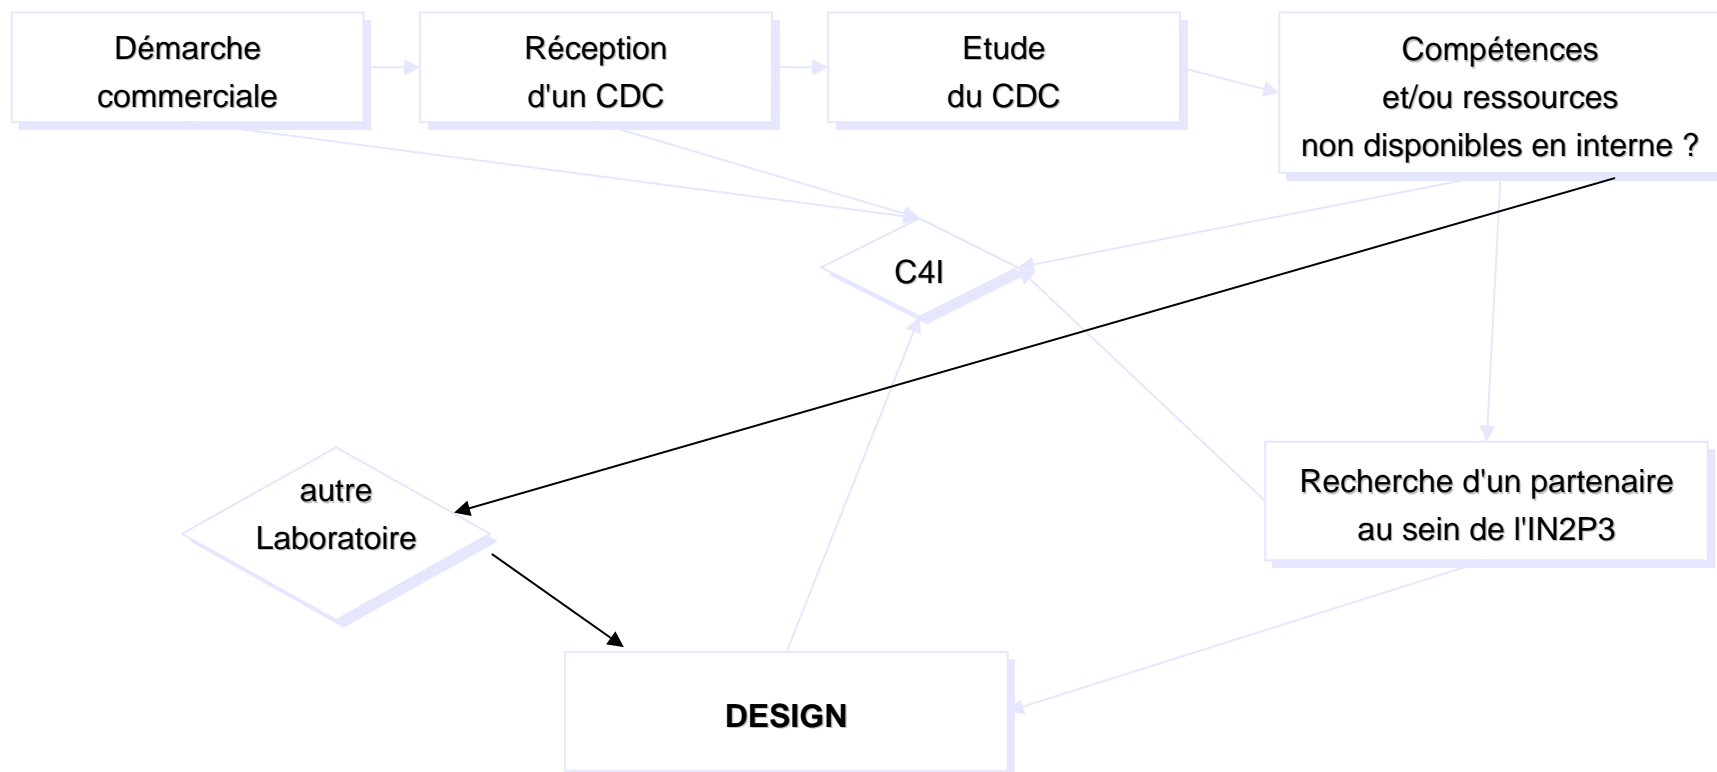 Démarche
commerciale
Réception
d'un CDC
Etude
du CDC
Compétences
et/ou ressources
non disponibles en interne ?
C4I
autre
Laboratoire
Recherche d'un partenaire
au sein de l'IN2P3
DESIGN